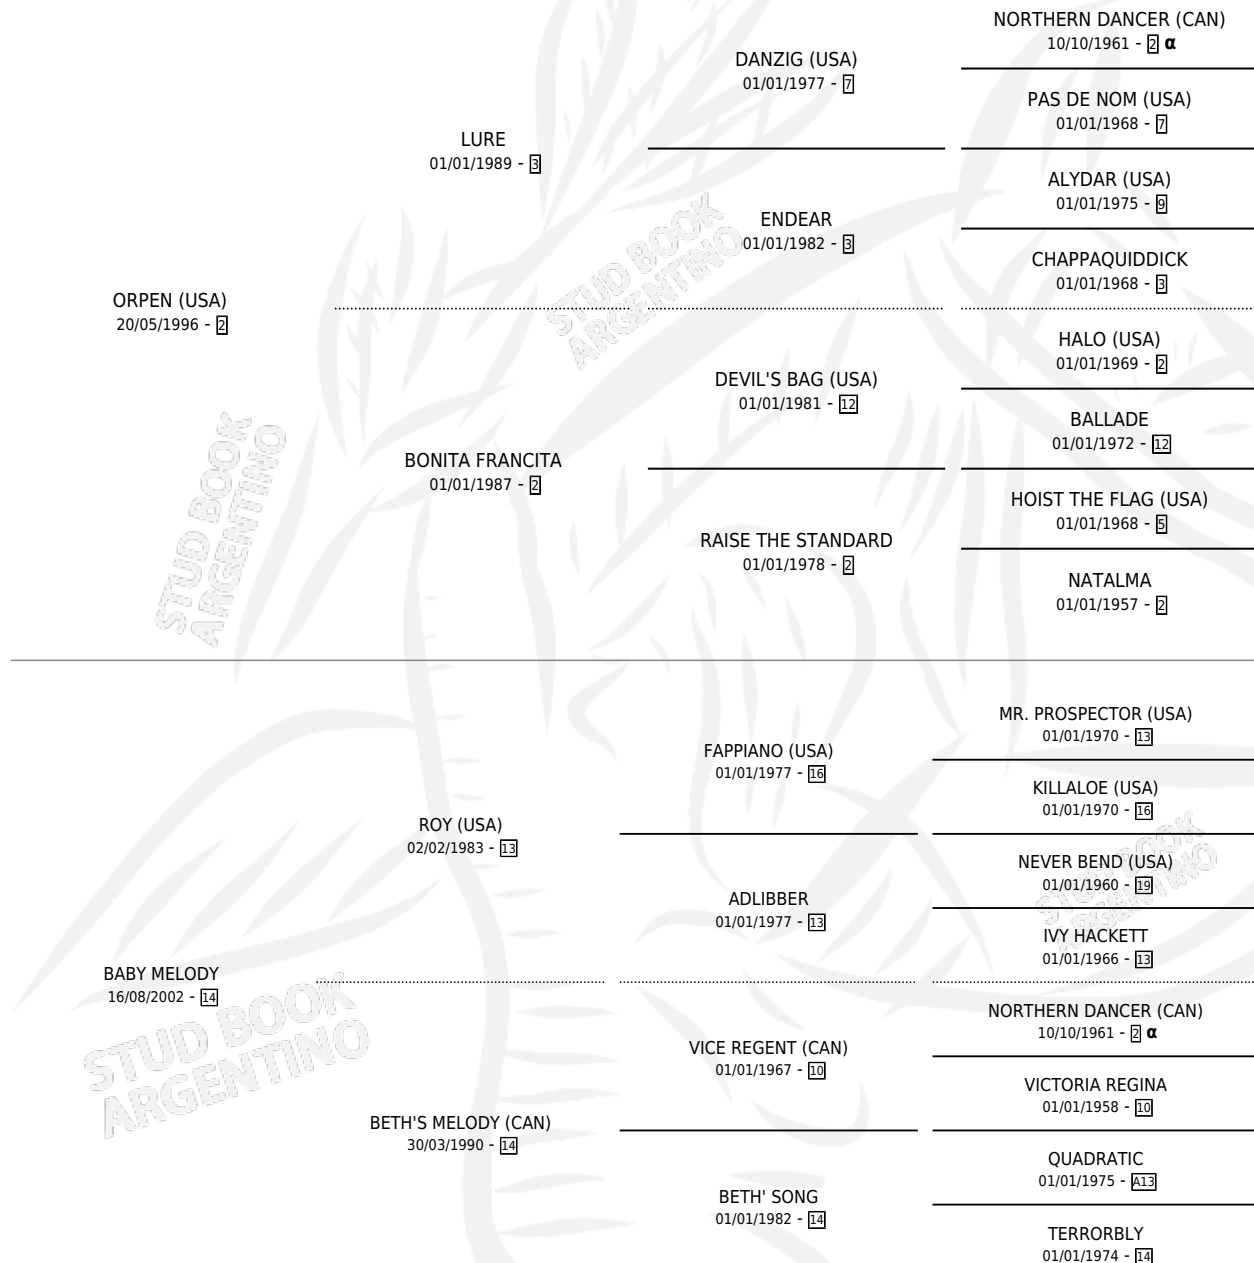 NORTHERN DANCER (CAN)
10/10/1961 - 2 α
DANZIG (USA)
01/01/1977 - 7
PAS DE NOM (USA)
01/01/1968 - 7
LURE
01/01/1989 - 3
ALYDAR (USA)
01/01/1975 - 9
ENDEAR
01/01/1982 - 3
CHAPPAQUIDDICK
01/01/1968 - 3
ORPEN (USA)
20/05/1996 - 2
HALO (USA)
01/01/1969 - 2
DEVIL'S BAG (USA)
01/01/1981 - 12
BALLADE
01/01/1972 - 12
BONITA FRANCITA
01/01/1987 - 2
HOIST THE FLAG (USA)
01/01/1968 - 5
RAISE THE STANDARD
01/01/1978 - 2
NATALMA
01/01/1957 - 2
MR. PROSPECTOR (USA)
01/01/1970 - 13
FAPPIANO (USA)
01/01/1977 - 16
KILLALOE (USA)
01/01/1970 - 16
ROY (USA)
02/02/1983 - 13
NEVER BEND (USA)
01/01/1960 - 19
ADLIBBER
01/01/1977 - 13
IVY HACKETT
01/01/1966 - 13
BABY MELODY
16/08/2002 - 14
NORTHERN DANCER (CAN)
10/10/1961 - 2 α
VICE REGENT (CAN)
01/01/1967 - 10
VICTORIA REGINA
01/01/1958 - 10
BETH'S MELODY (CAN)
30/03/1990 - 14
QUADRATIC
01/01/1975 - A13
BETH' SONG
01/01/1982 - 14
TERRORBLY
01/01/1974 - 14
STUD BOOK
ARGENTINO
STUD BOOK
ARGENTINO
STUD BOOK
ARGENTINO
STUD BOOK
ARGENTINO